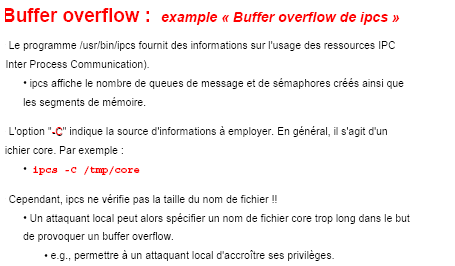 Buffer overflow : example « Buffer overflow de ipcs »
Le programme /usr/bin/ipcs fournit des informations sur l'usage des ressources IPC
Inter Process Communication).
• ipcs affiche le nombre de queues de message et de sémaphores créés ainsi que
les segments de mémoire.
L'option "-C" indique la source d'informations à employer. En général, il s'agit d'un
ichier core. Par exemple :
• ipcs -C /tmp/core
Cependant, ipcs ne vérifie pas la taille du nom de fichier !!
• Un attaquant local peut alors spécifier un nom de fichier core trop long dans le but
de provoquer un buffer overflow.
• e.g., permettre à un attaquant local d'accroître ses privilèges.